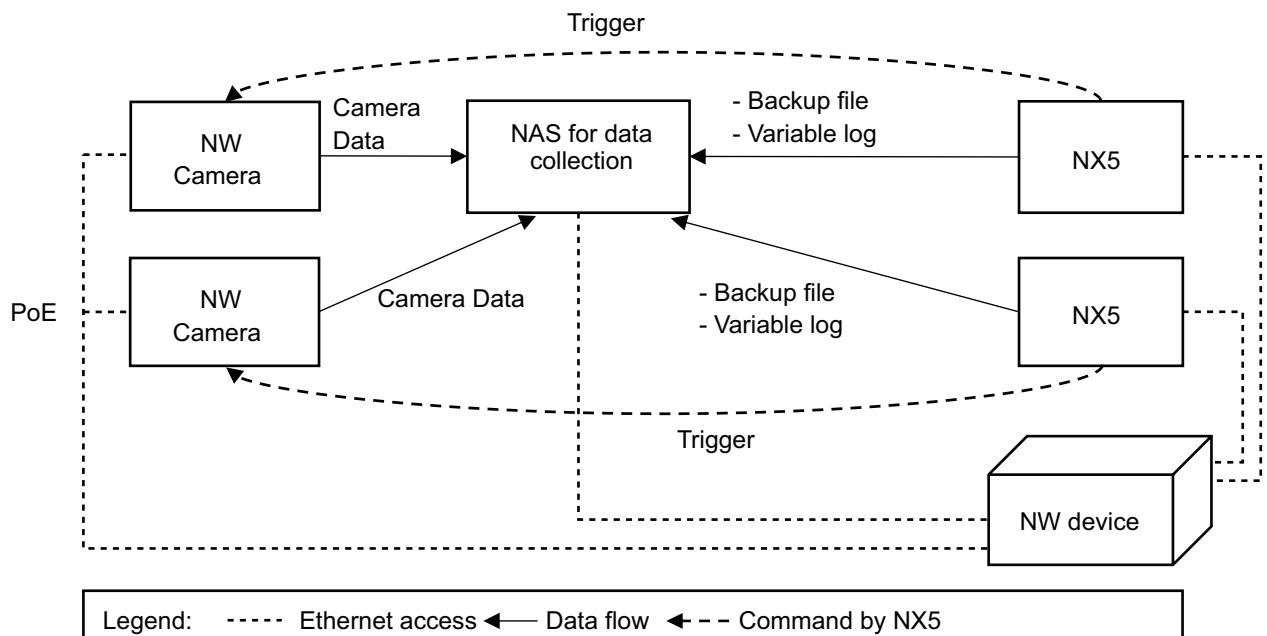 Trigger
NW
Camera
Camera
Data
NAS for data
collection
- Backup file
- Variable log
NX5
PoE
NW
Camera
Camera Data
- Backup file
- Variable log
NX5
Trigger
NW device
Legend: Ethernet access Data flow Command by NX5